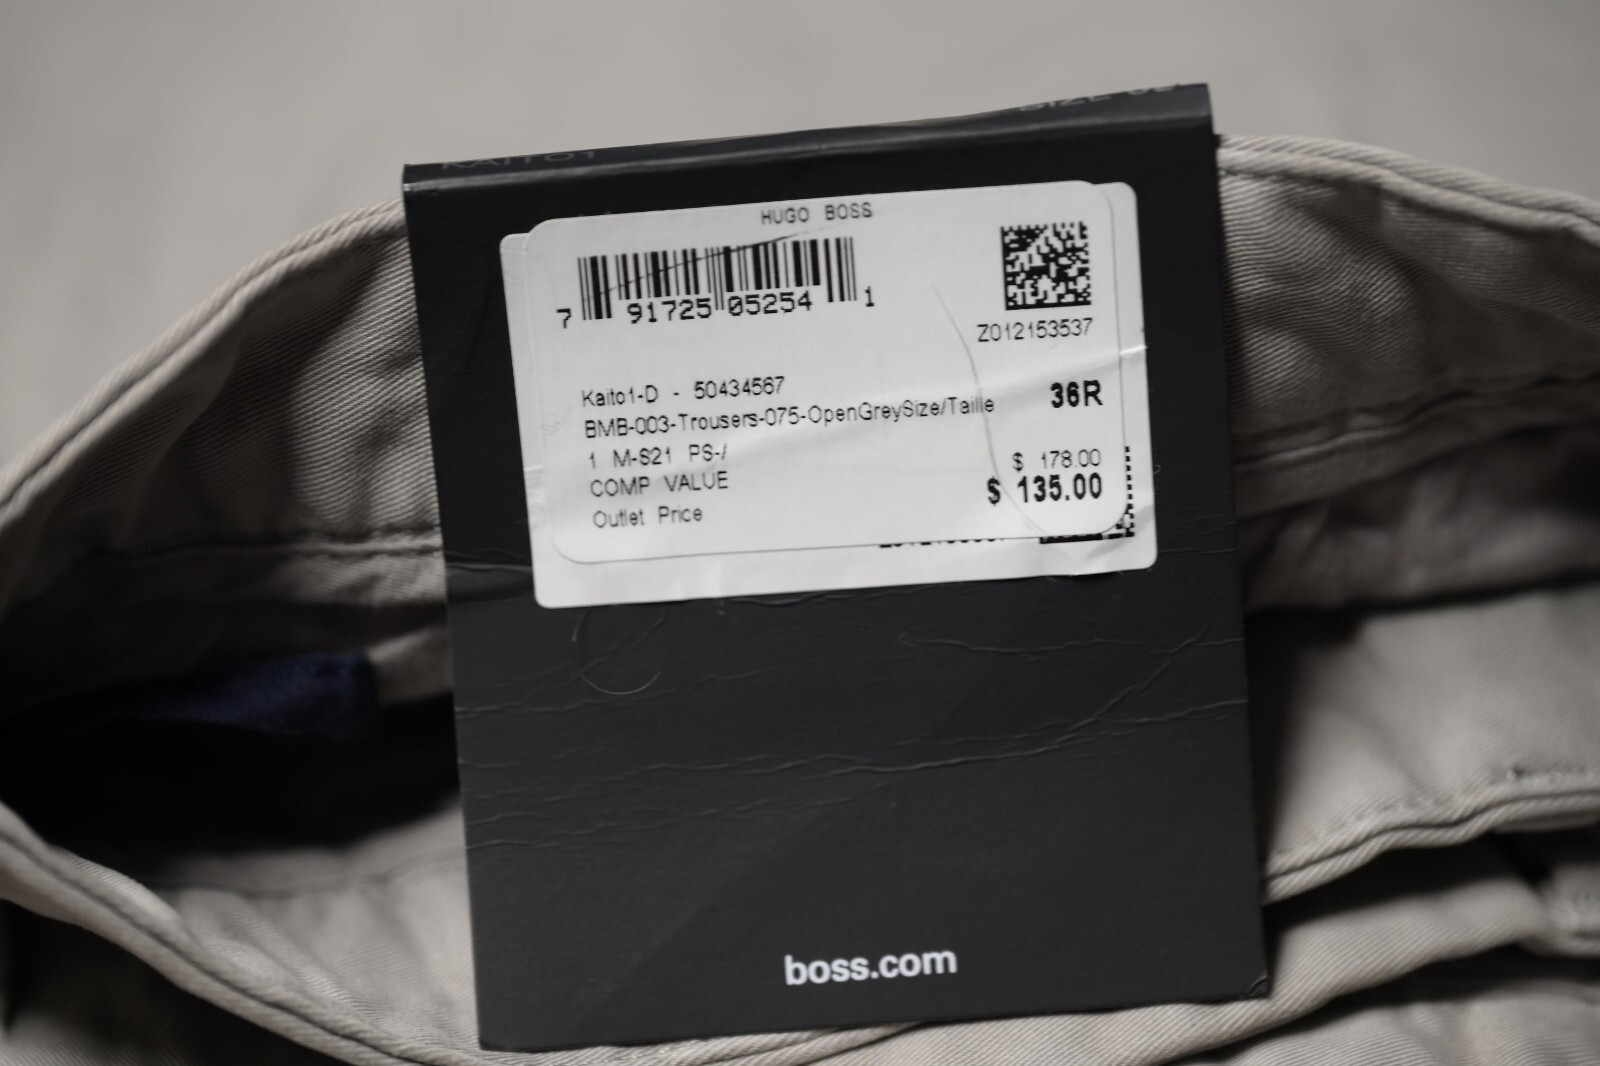 KAITO1
HUGO BOSS
7 91725 05254 1
Z012153537
Kaito1-D - 50434567
BMB-003-Trousers-075-OpenGreySize/Taille 36R
1 M-S21 PS-/
COMP VALUE $ 178.00
Outlet Price $ 135.00
boss.com